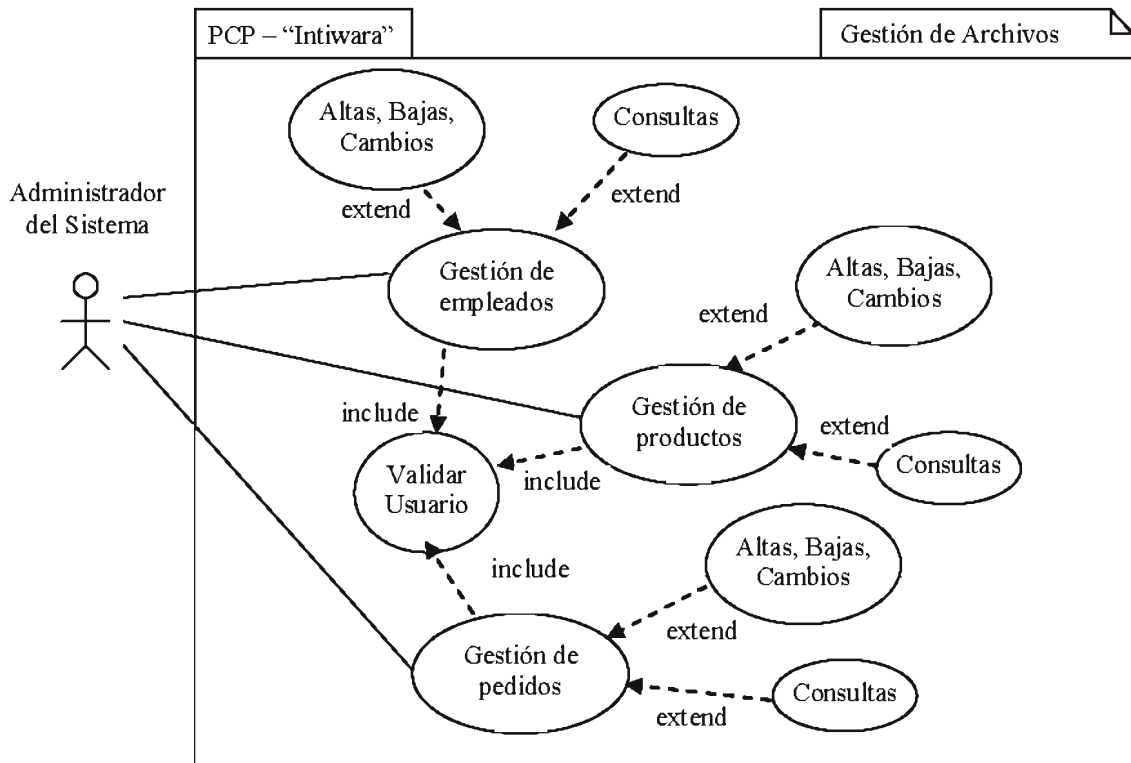 PCP – “Intiwara”
Gestión de Archivos
Altas, Bajas,
Cambios
Consultas
Administrador
del Sistema
extend
extend
Gestión de
empleados
Altas, Bajas,
Cambios
extend
include
Gestión de
productos
extend
Consultas
Validar
Usuario
include
Altas, Bajas,
Cambios
include
extend
Gestión de
pedidos
Consultas
extend